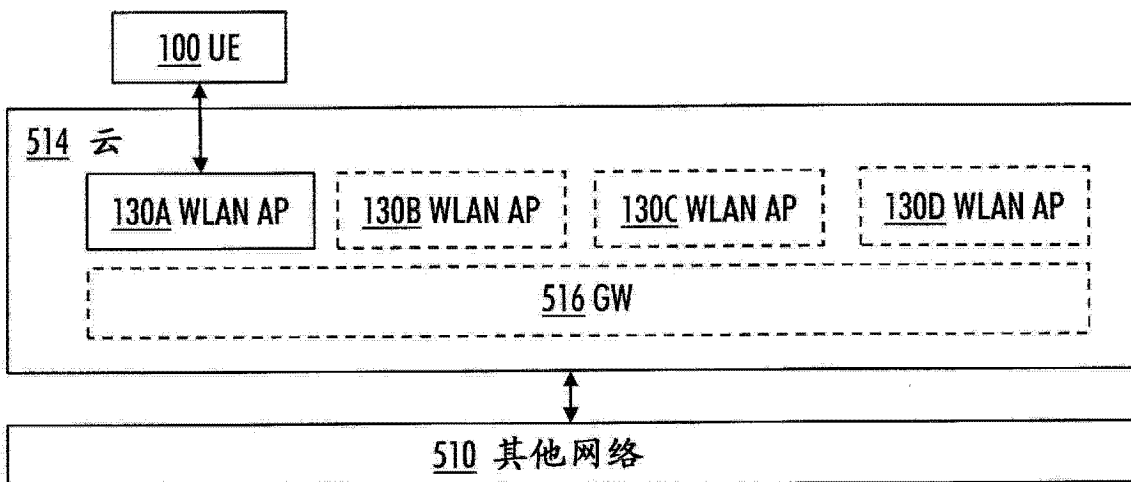 100 UE
514 云
130A WLAN AP
130B WLAN AP
130C WLAN AP
130D WLAN AP
516 GW
510 其他网络